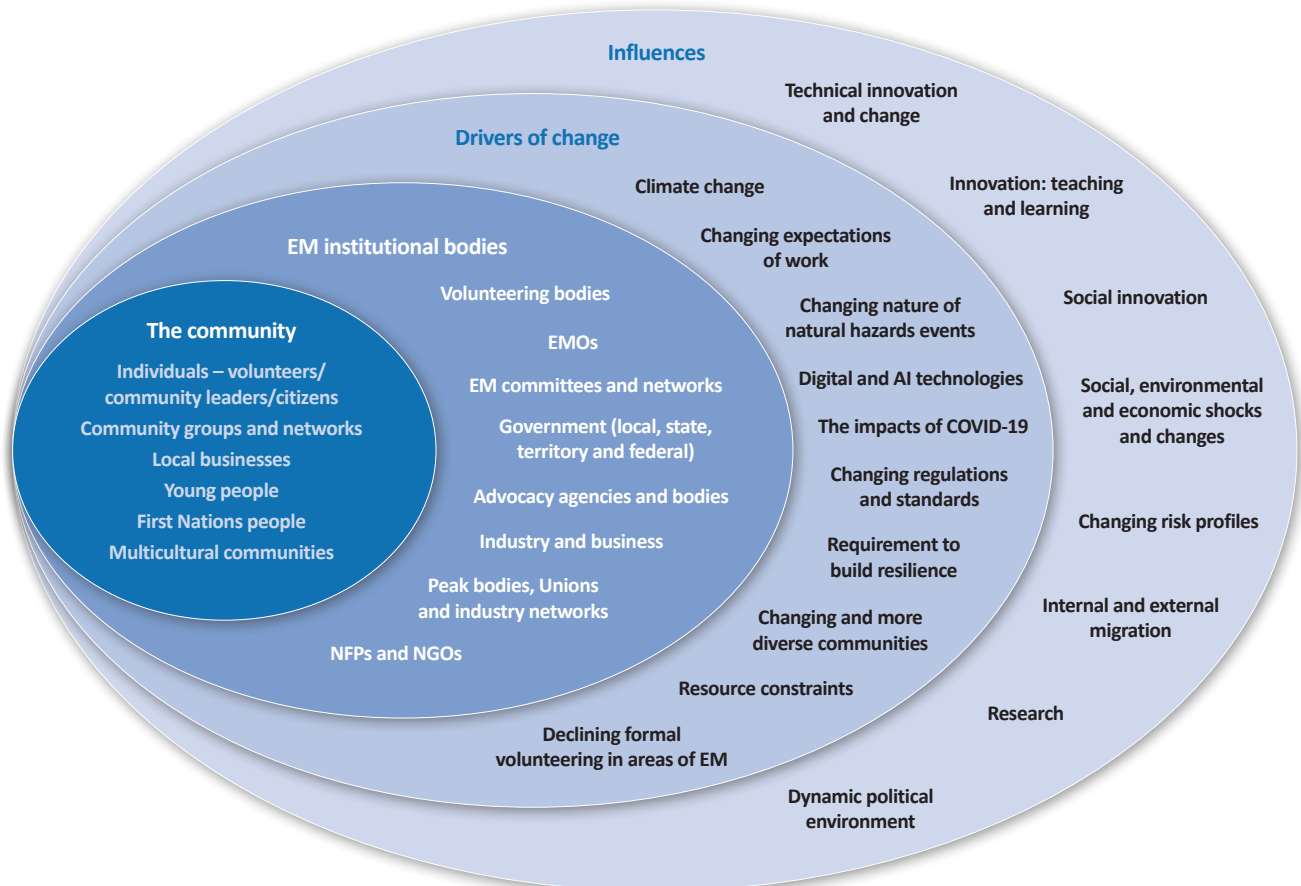 Influences
Technical innovation
and change
Innovation: teaching
and learning
Social innovation
Social, environmental
and economic shocks
and changes
Changing risk profiles
Internal and external
migration
Research
Dynamic political
environment
Drivers of change
Climate change
Changing expectations
of work
Changing nature of
natural hazards events
Digital and AI technologies
The impacts of COVID-19
Changing regulations
and standards
Requirement to
build resilience
Changing and more
diverse communities
Resource constraints
Declining formal
volunteering in areas of EM
EM institutional bodies
Volunteering bodies
EMOs
EM committees and networks
Government (local, state,
territory and federal)
Advocacy agencies and bodies
Industry and business
Peak bodies, Unions
and industry networks
NFPs and NGOs
The community
Individuals – volunteers/
community leaders/citizens
Community groups and networks
Local businesses
Young people
First Nations people
Multicultural communities